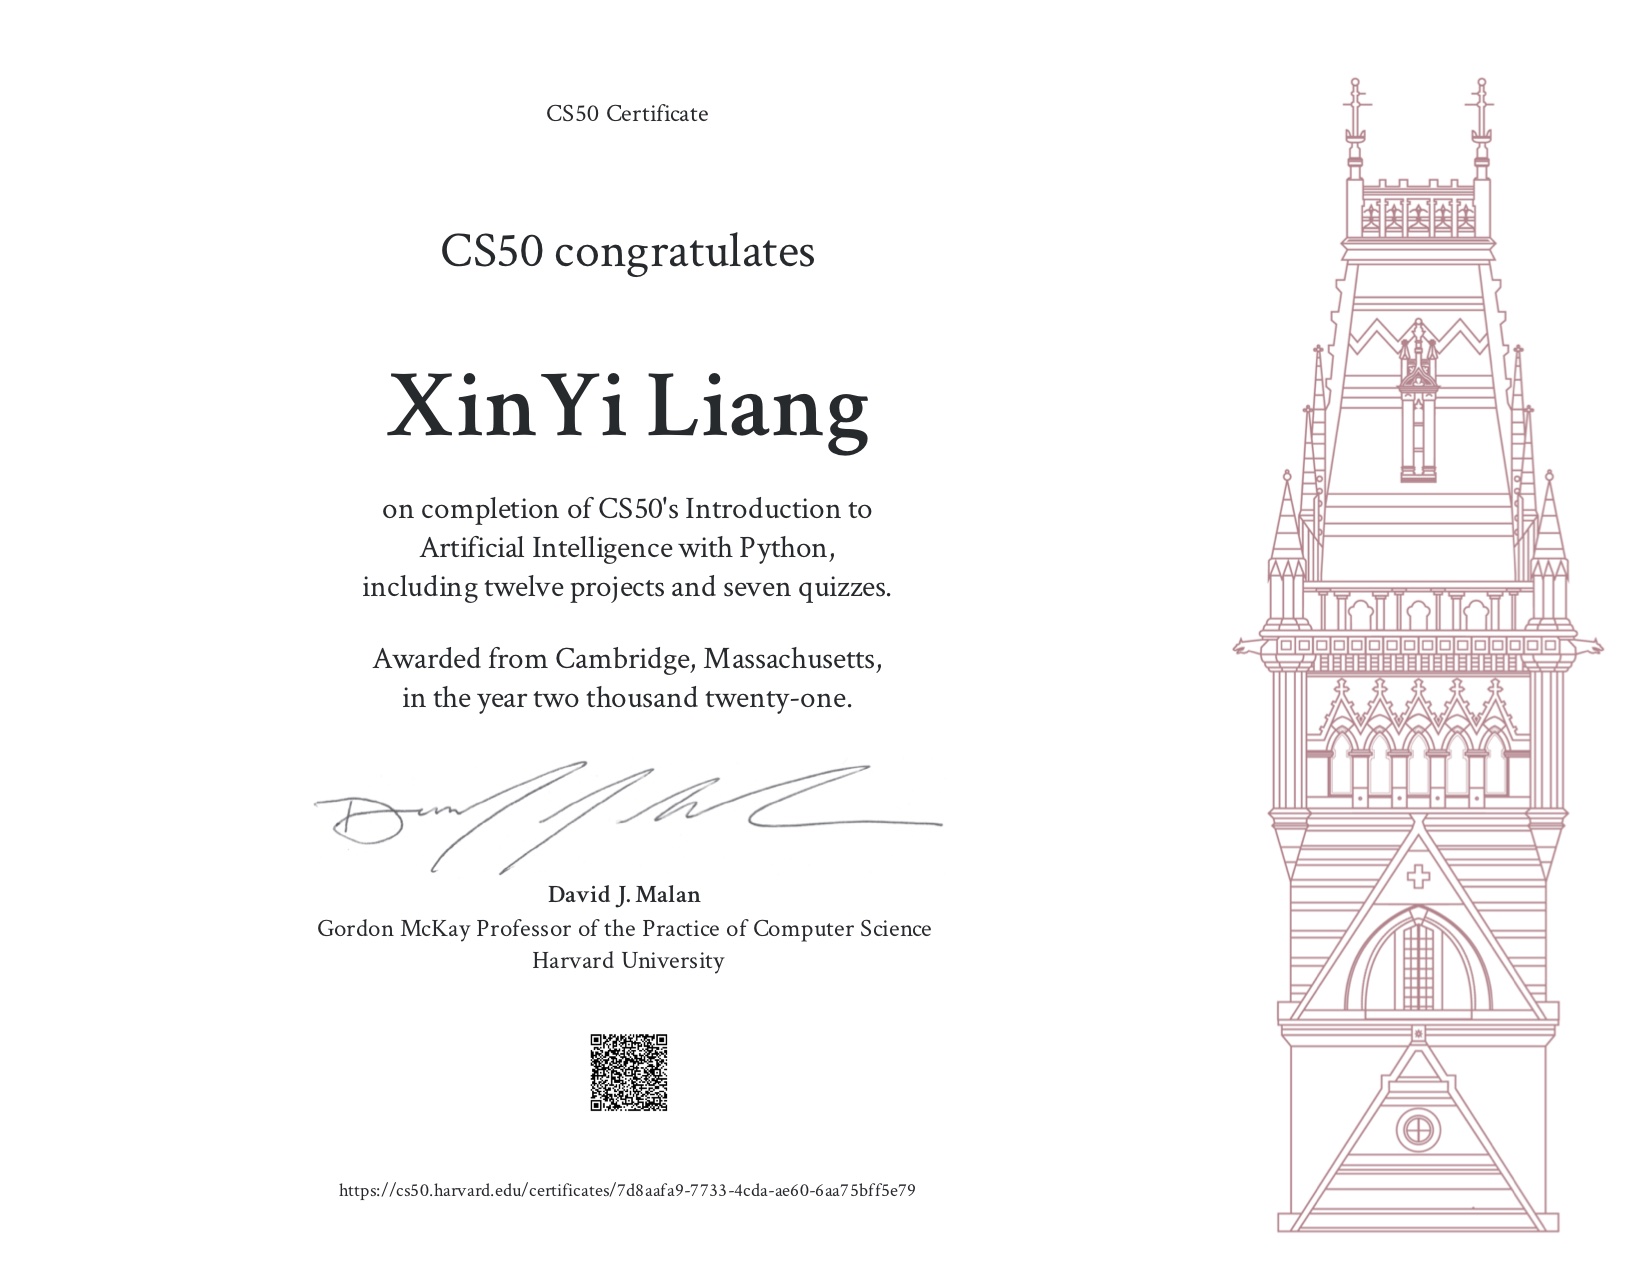 CS50 Certificate
CS50 congratulates
XinYi Liang
on completion of CS50's Introduction to
Artificial Intelligence with Python,
including twelve projects and seven quizzes.
Awarded from Cambridge, Massachusetts,
in the year two thousand twenty-one.
David J. Malan
Gordon McKay Professor of the Practice of Computer Science
Harvard University
https://cs50.harvard.edu/certificates/7d8aafa9-7733-4cda-ae60-6aa75bff5e79